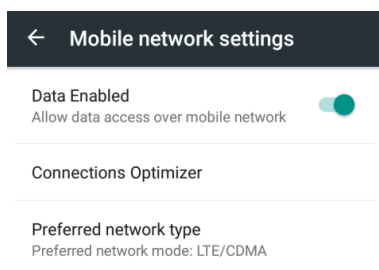 Mobile network settings
Data Enabled
Allow data access over mobile network
Connections Optimizer
Preferred network type
Preferred network mode: LTE/CDMA